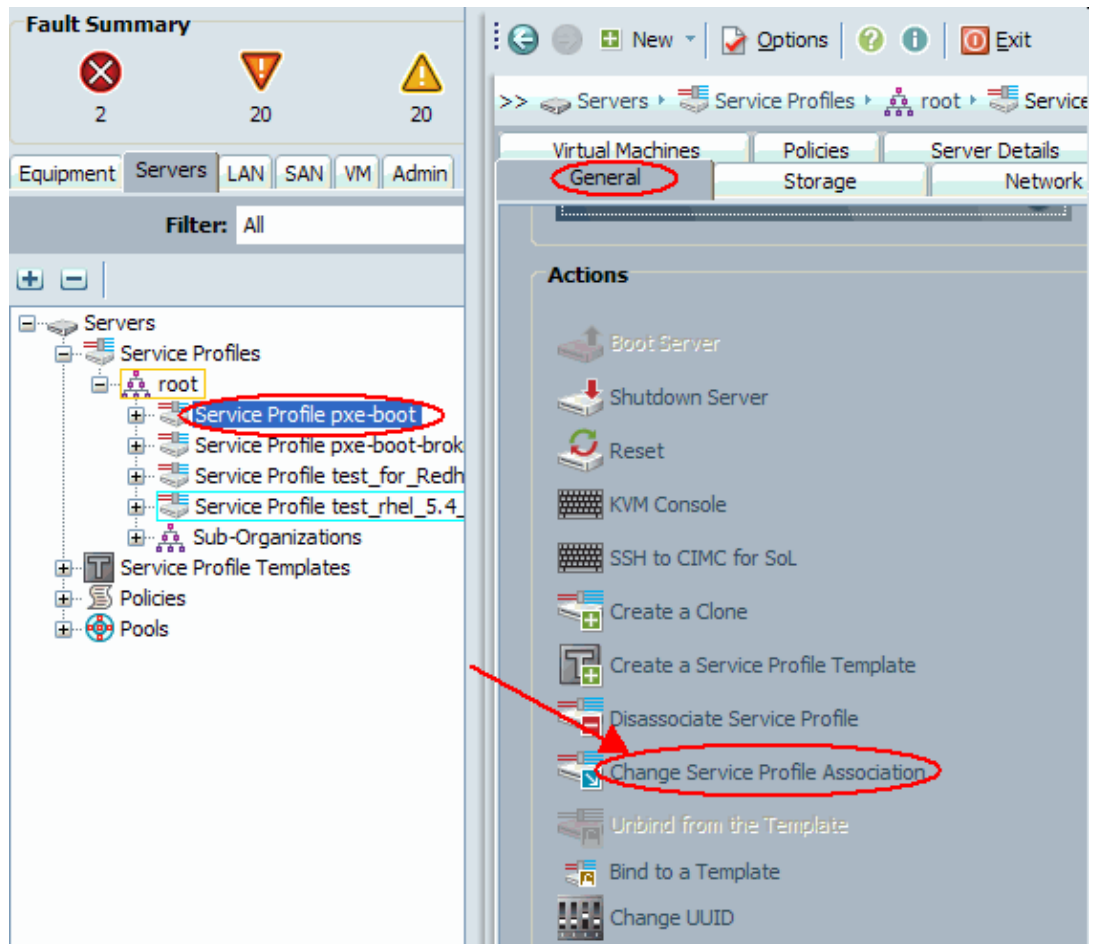 Fault Summary
2 20 20
Equipment Servers LAN SAN VM Admin
Filter: All
Servers
Service Profiles
root
Service Profile pxe-boot
Service Profile pxe-boot-brok
Service Profile test_for_Redh
Service Profile test_rhel_5.4_
Sub-Organizations
Service Profile Templates
Policies
Pools
New Options Exit
>> Servers Service Profiles root Service
Virtual Machines Policies Server Details
General Storage Network
Actions
Boot Server
Shutdown Server
Reset
KVM Console
SSH to CIMC for SoL
Create a Clone
Create a Service Profile Template
Disassociate Service Profile
Change Service Profile Association
Unbind from the Template
Bind to a Template
Change UUID